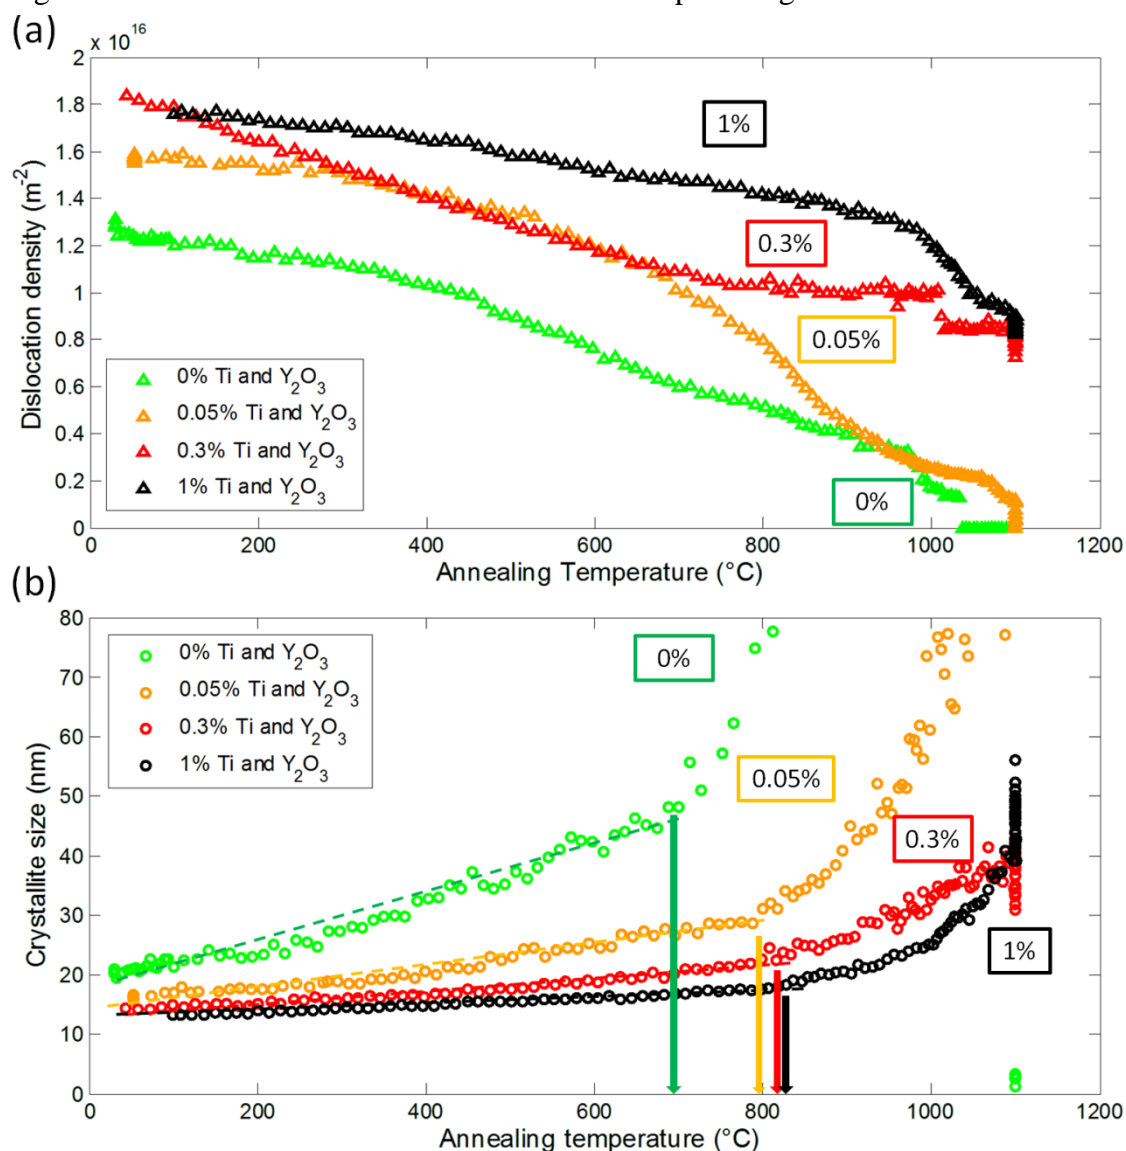 (a)
x 10^16
2
1.8
1.6
1.4
1.2
1
0.8
0.6
0.4
0.2
0
Dislocation density (m^-2)
1%
0.3%
0.05%
0%
0% Ti and Y₂O₃
0.05% Ti and Y₂O₃
0.3% Ti and Y₂O₃
1% Ti and Y₂O₃
0 200 400 600 800 1000 1200
Annealing Temperature (°C)
(b)
80
70
60
50
40
30
20
10
0
Crystallite size (nm)
0% Ti and Y₂O₃
0.05% Ti and Y₂O₃
0.3% Ti and Y₂O₃
1% Ti and Y₂O₃
0%
0.05%
0.3%
1%
0 200 400 600 800 1000 1200
Annealing temperature (°C)